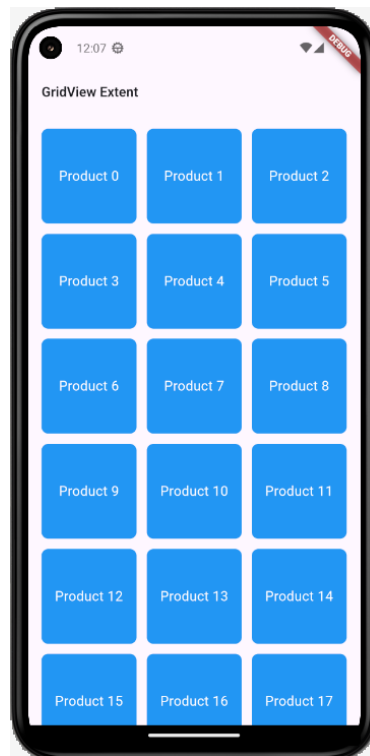 12:07
DEBUG
GridView Extent
Product 0 Product 1 Product 2
Product 3 Product 4 Product 5
Product 6 Product 7 Product 8
Product 9 Product 10 Product 11
Product 12 Product 13 Product 14
Product 15 Product 16 Product 17